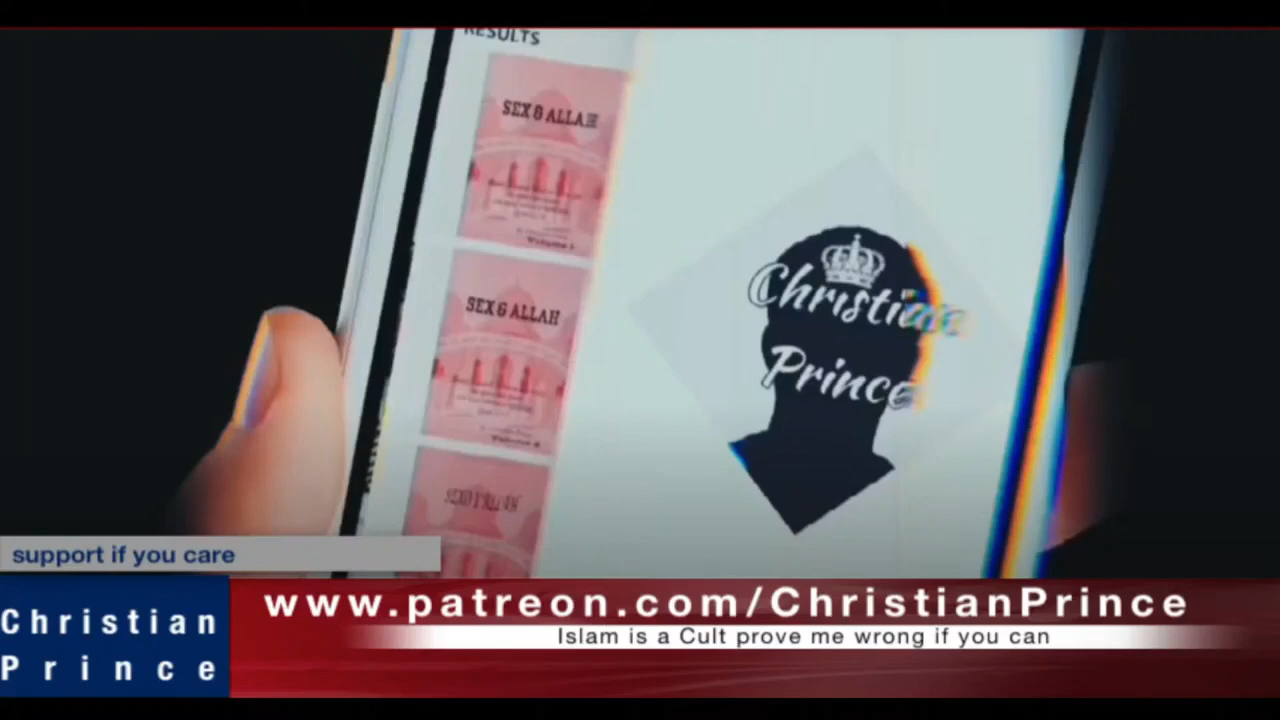 RESULTS
SEX & ALLAH
SEX & ALLAH
Christian
Prince
support if you care
Christian
Prince
www.patreon.com/ChristianPrince
Islam is a Cult prove me wrong if you can